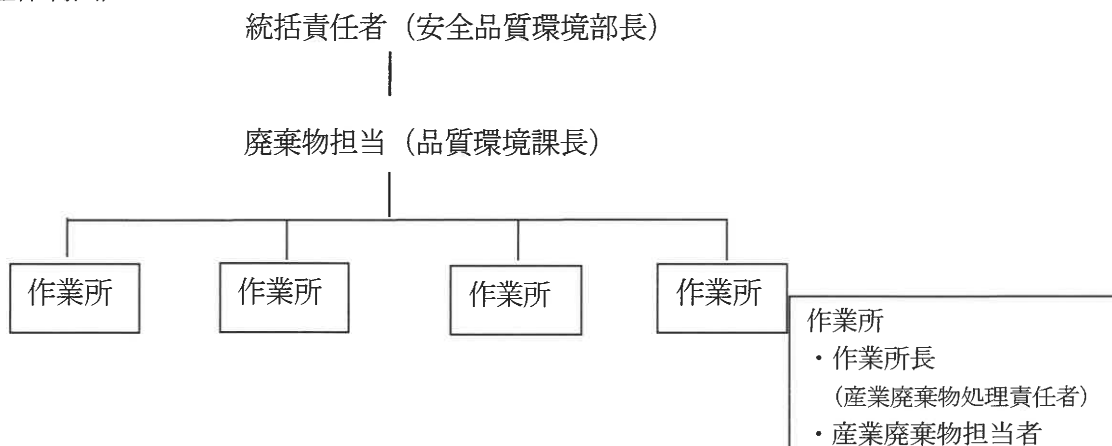 統括責任者（安全品質環境部長）
廃棄物担当（品質環境課長）
作業所
作業所
作業所
作業所
作業所
・作業所長
（産業廃棄物処理責任者）
・産業廃棄物担当者